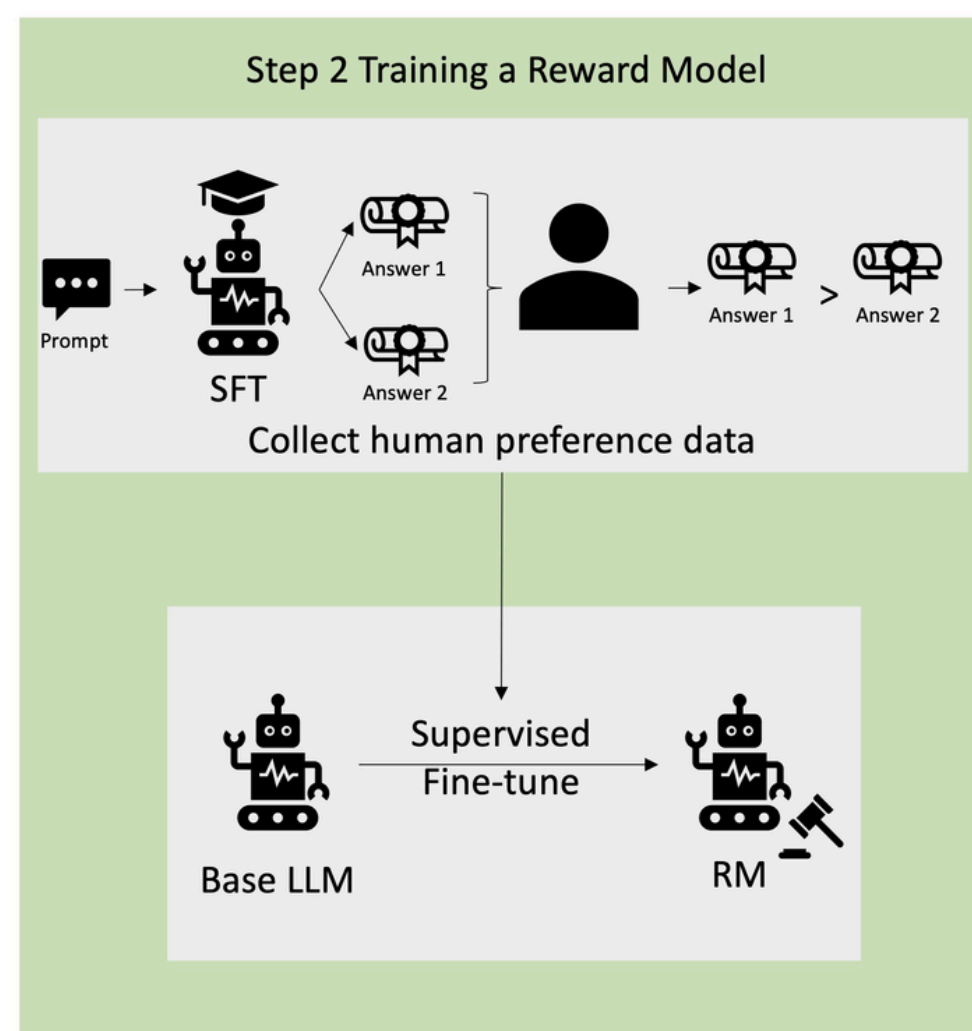 Step 2 Training a Reward Model
Answer 1
Answer 1 > Answer 2
Prompt
Answer 2
SFT
Collect human preference data
Supervised
Fine-tune
Base LLM
RM